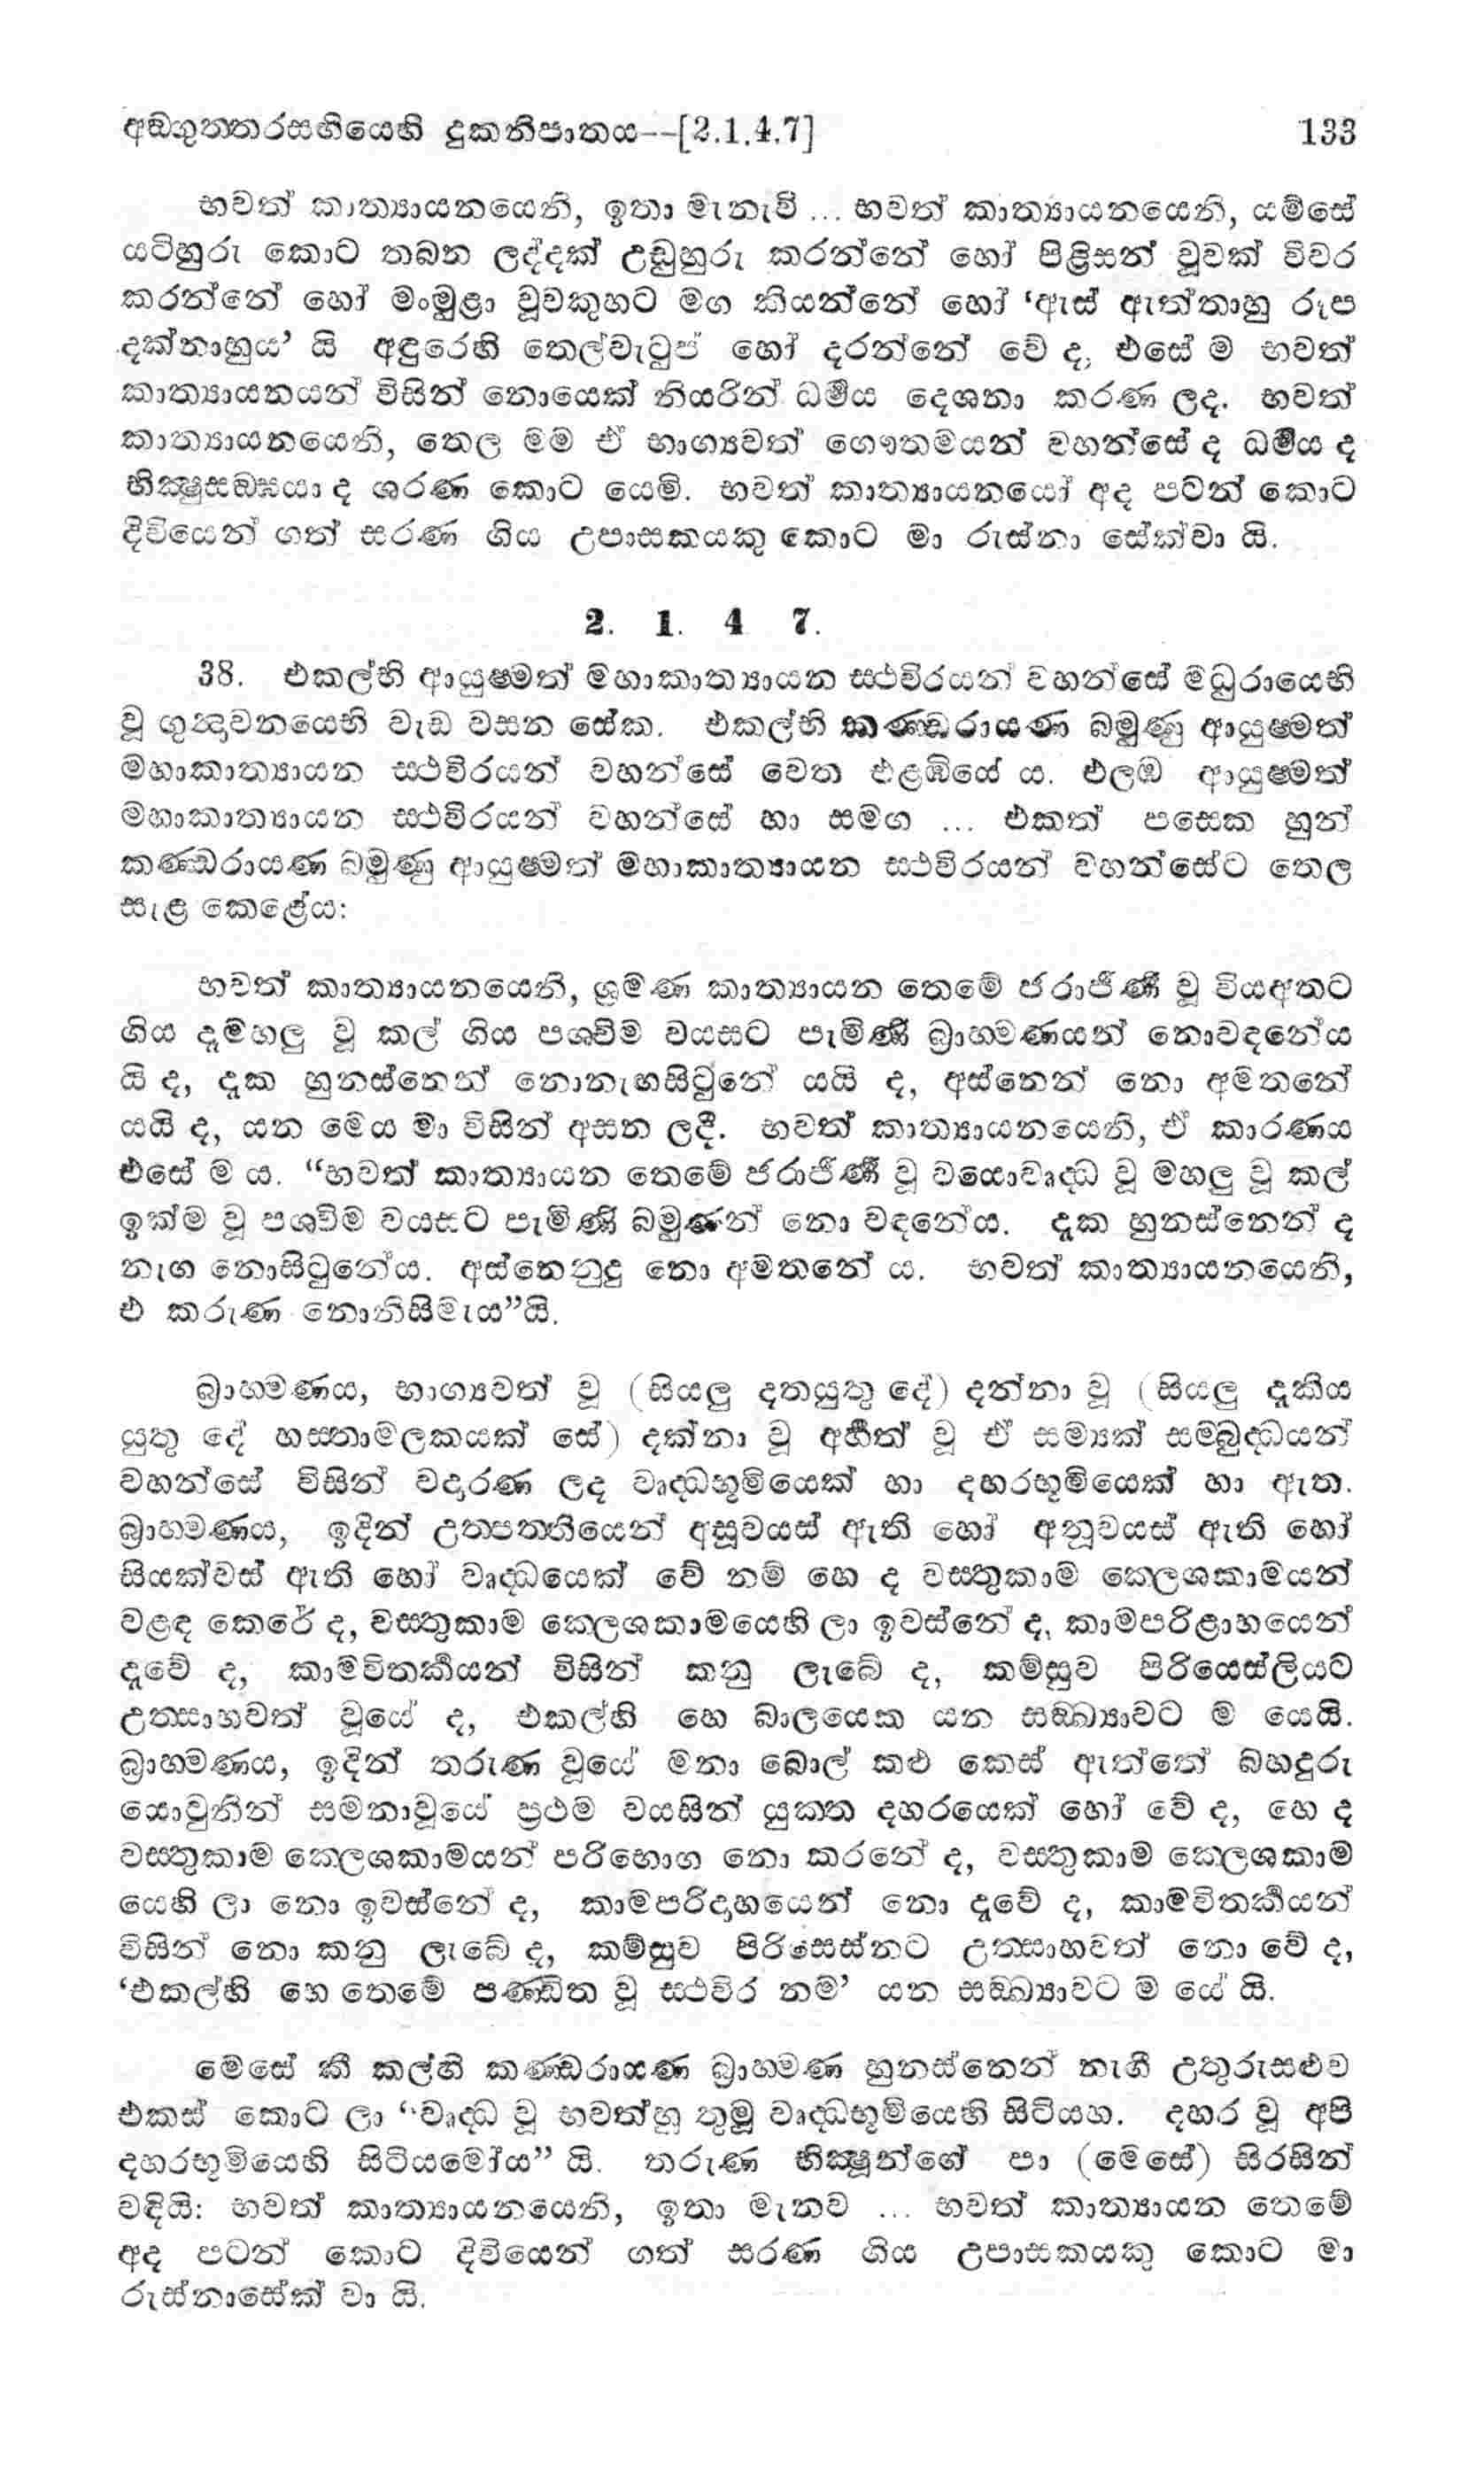 අඞ්ගුත්තරසඟියෙහි දුකනිපාතය--[2.1.4.7] 133
භවත් කාත්‍යායනයෙනි, ඉතා මැනැවි ... භවත් කාත්‍යායනයෙනි, යම්සේ
යටිහුරු කොට තබන ලද්දක් උඩුහුරු කරන්නේ හෝ පිළිසන් වූවක් විවර
කරන්නේ හෝ මංමුළා වූවකුහට මග කියන්නේ හෝ ‘ඇස් ඇත්තාහු රූප
දක්නාහුය’ යි අඳුරෙහි තෙල්වැටුප් හෝ දරන්නේ වේ ද, එසේ ම භවත්
කාත්‍යායනයන් විසින් නොයෙක් නියරින් ධර්‍මය දෙශනා කරණ ලද. භවත්
කාත්‍යායනයෙනි, තෙල මම ඒ භාග්‍යවත් ගෞතමයන් වහන්සේ ද ධර්‍මය ද
භික්‍ෂුසඞ්ඝයා ද ශරණ කොට යෙමි. භවත් කාත්‍යායනයෝ අද පටන් කොට
දිවියෙන් ගත් සරණ ගිය උපාසකයකු කොට මා රුස්නා සේක්වා යි.
2. 1. 4 7.
38. එකල්හි ආයුෂ්මත් මහාකාත්‍යායන ස්ථවිරයන් වහන්සේ මධුරායෙහි
වූ ගුන්‍දාවනයෙහි වැඩ වසන සේක. එකල්හි කණ්ඩරායණ බමුණු ආයුෂ්මත්
මහාකාත්‍යායන ස්ථවිරයන් වහන්සේ වෙත එළඹියේ ය. එලඹ ආයුෂ්මත්
මහාකාත්‍යායන ස්ථවිරයන් වහන්සේ හා සමග ... එකත් පසෙක හුන්
කණ්ඩරායණ බමුණු ආයුෂ්මත් මහාකාත්‍යායන ස්ථවිරයන් වහන්සේට තෙල
සැළ කෙළේය:
භවත් කාත්‍යායනයෙනි, ශ්‍රමණ කාත්‍යායන තෙමේ ජරාජීර්‍ණ වූ වියඅතට
ගිය දැමහලු වූ කල් ගිය පශ්චිම වයසට පැමිණි බ්‍රාහ්මණයන් නොවඳනේය
යි ද, දැක හුනස්නෙන් නොනැඟසිටුනේ යයි ද, අස්නෙන් නො අමතනේ
යයි ද, යන මෙය මා විසින් අසන ලදී. භවත් කාත්‍යායනයෙනි, ඒ කාරණය
එසේ ම ය. “භවත් කාත්‍යායන තෙමේ ජරාජීර්‍ණ වූ වයොවෘද්ධ වූ මහලු වූ කල්
ඉක්ම වූ පශ්චිම වයසට පැමිණි බමුණන් නො වඳනේය. දැක හුනස්නෙන් ද
නැඟ නොසිටුනේය. අස්නෙනුදු නො අමතනේ ය. භවත් කාත්‍යායනයෙනි,
එ කරුණ නොනිසිමැය”යි.
බ්‍රාහ්මණය, භාග්‍යවත් වූ (සියලු දතයුතු දේ) දන්නා වූ (සියලු දැකිය
යුතු දේ හස්තාමලකයක් සේ) දක්නා වූ අර්‍හත් වූ ඒ සම්‍යක් සම්බුද්ධයන්
වහන්සේ විසින් වදාරණ ලද වෘද්ධභූමියෙක් හා දහරභූමියෙක් හා ඇත.
බ්‍රාහ්මණය, ඉදින් උත්පත්තියෙන් අසූවයස් ඇති හෝ අනූවයස් ඇති හෝ
සියක්වස් ඇති හෝ වෘද්ධයෙක් වේ නම් හෙ ද වස්තුකාම ක්ලෙශකාමයන්
වළඳ කෙරේ ද, වස්තුකාම ක්ලෙශකාමයෙහි ලා ඉවස්නේ ද, කාමපරිළාහයෙන්
දැවේ ද, කාමවිතර්‍කයන් විසින් කනු ලැබේ ද, කම්සුව පිරියෙස්ලියට
උත්සාහවත් වූයේ ද, එකල්හි හෙ බාලයෙක යන සඞ්ඛ්‍යාවට ම යෙයි.
බ්‍රාහ්මණය, ඉදින් තරුණ වූයේ මනා බොල් කළු කෙස් ඇත්තේ බහදුරු
යොවුනින් සමනාවූයේ ප්‍රථම වයසින් යුක්ත දහරයෙක් හෝ වේ ද, හෙ ද
වස්තුකාම ක්ලෙශකාමයන් පරිභොග නො කරනේ ද, වස්තුකාම ක්ලෙශකාම
යෙහි ලා නො ඉවස්නේ ද, කාමපරිදාහයෙන් නො දැවේ ද, කාමවිතර්‍කයන්
විසින් නො කනු ලැබේ ද, කම්සුව පිරිසෙස්නට උත්සාහවත් නො වේ ද,
‘එකල්හි හෙ තෙමේ පණ්ඩිත වූ ස්ථවිර නම්’ යන සඞ්ඛ්‍යාවට ම යේ යි.
මෙසේ කී කල්හි කණ්ඩරායණ බ්‍රාහ්මණ හුනස්නෙන් නැගී උතුරුසළුව
එකස් කොට ලා “වෘද්ධ වූ භවත්හු තුමූ වෘද්ධභූමියෙහි සිටියහ. දහර වූ අපි
දහරභූමියෙහි සිටියම්හෝය” යි. තරුණ භික්‍ෂූන්ගේ පා (මෙසේ) සිරසින්
වඳියි: භවත් කාත්‍යායනයෙනි, ඉතා මැනව ... භවත් කාත්‍යායන තෙමේ
අද පටන් කොට දිවියෙන් ගත් සරණ ගිය උපාසකයකු කොට මා
රුස්නාසේක් වා යි.